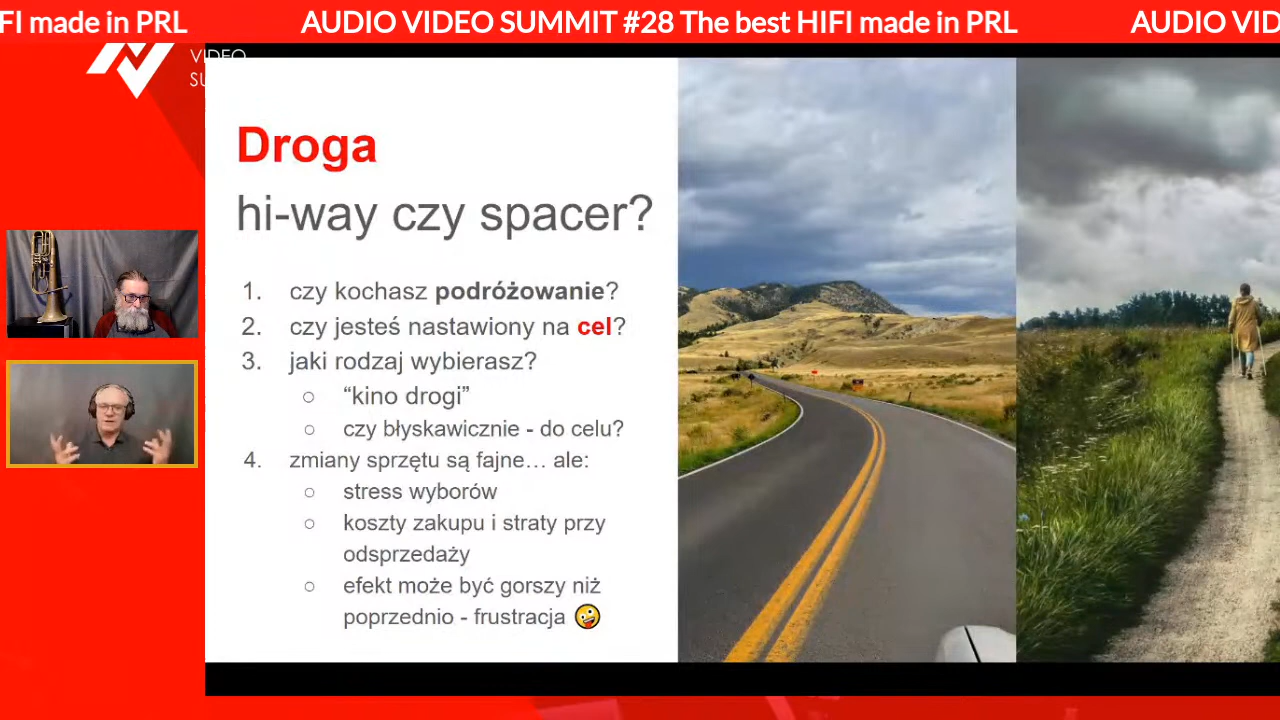 FI made in PRL AUDIO VIDEO SUMMIT #28 The best HIFI made in PRL AUDIO VID
VIDEO
SU
Droga
hi-way czy spacer?
1. czy kochasz podróżowanie?
2. czy jesteś nastawiony na cel?
3. jaki rodzaj wybierasz?
○ “kino drogi”
○ czy błyskawicznie - do celu?
4. zmiany sprzętu są fajne… ale:
○ stress wyborów
○ koszty zakupu i straty przy
odsprzedaży
○ efekt może być gorszy niż
poprzednio - frustracja 🤪